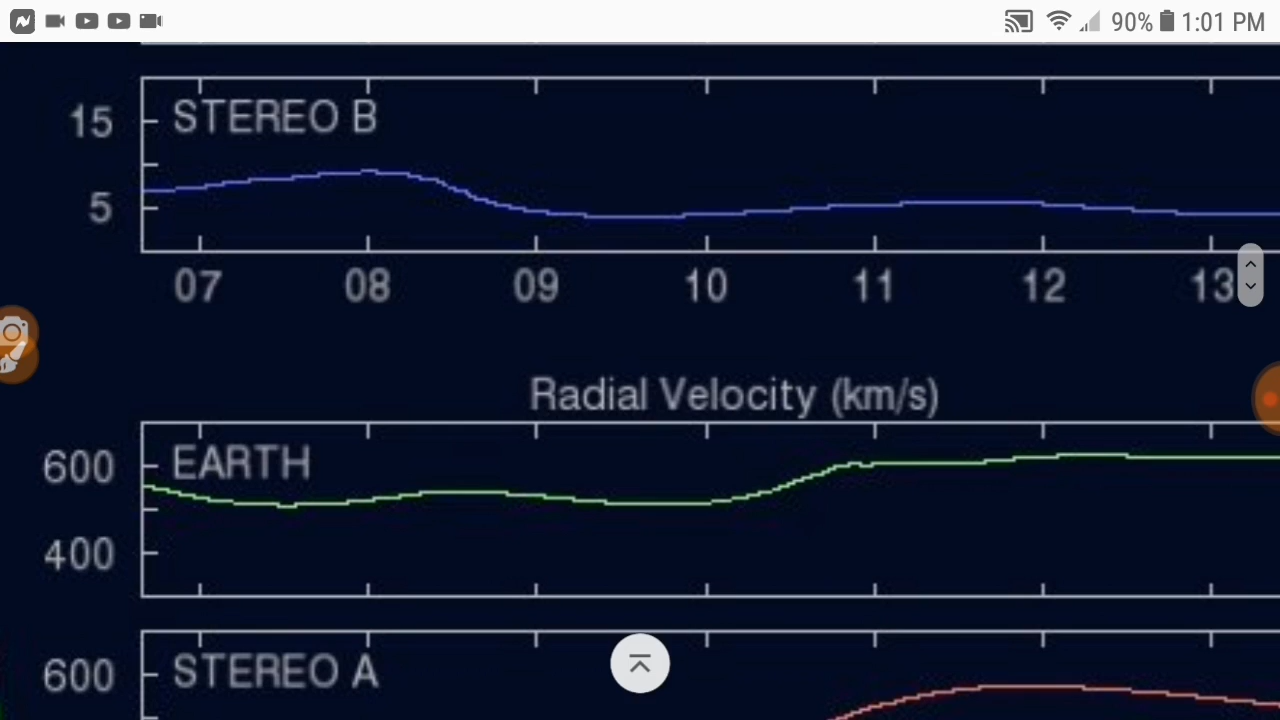 90% 1:01 PM
15
STEREO B
5
07 08 09 10 11 12 13
Radial Velocity (km/s)
600
EARTH
400
600
STEREO A